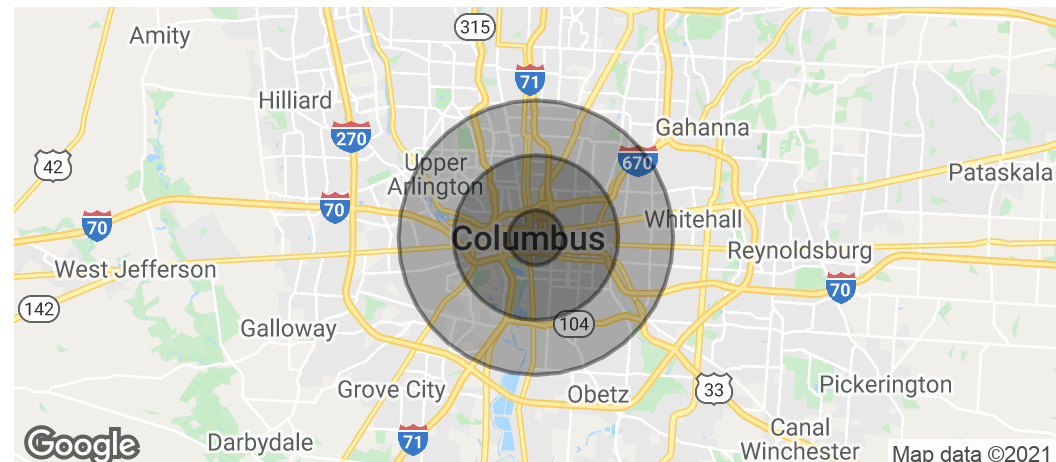 315
Amity
71
Hilliard
270
Gahanna
42
670
Upper
Arlington
Pataskala
70
70
Whitehall
Columbus
Reynoldsburg
West Jefferson
70
142
104
Galloway
Grove City
Obetz
33
Pickerington
Canal
Winchester
71
Darbydale
Google
Map data ©2021